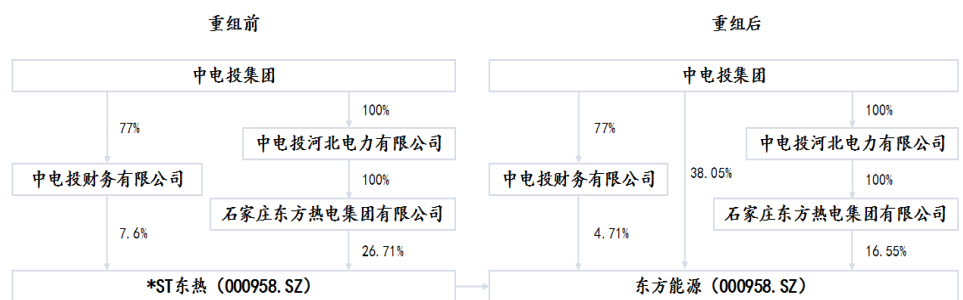 重组前
重组后
中电投集团
中电投集团
100%
100%
77%
77%
中电投河北电力有限公司
中电投河北电力有限公司
38.05%
中电投财务有限公司
100%
中电投财务有限公司
100%
石家庄东方热电集团有限公司
石家庄东方热电集团有限公司
7.6%
26.71%
4.71%
16.55%
*ST东热（000958.SZ）
东方能源（000958.SZ）